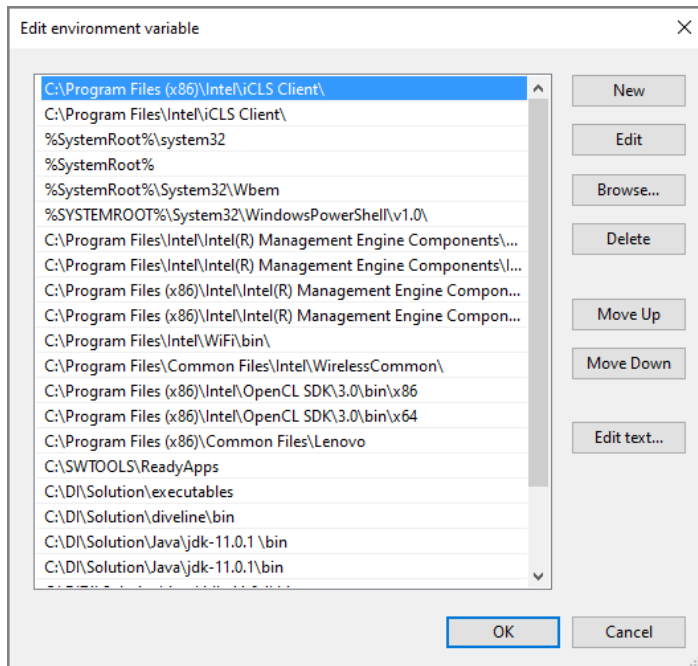 Edit environment variable
C:\Program Files (x86)\Intel\iCLS Client\
New
C:\Program Files\Intel\iCLS Client\
%SystemRoot%\system32
Edit
%SystemRoot%
%SystemRoot%\System32\Wbem
Browse...
%SYSTEMROOT%\System32\WindowsPowerShell\v1.0\
C:\Program Files\Intel\Intel(R) Management Engine Components\...
Delete
C:\Program Files\Intel\Intel(R) Management Engine Components\I...
C:\Program Files (x86)\Intel\Intel(R) Management Engine Compon...
C:\Program Files (x86)\Intel\Intel(R) Management Engine Compon...
Move Up
C:\Program Files\Intel\WiFi\bin\
C:\Program Files\Common Files\Intel\WirelessCommon\
Move Down
C:\Program Files (x86)\Intel\OpenCL SDK\3.0\bin\x86
C:\Program Files (x86)\Intel\OpenCL SDK\3.0\bin\x64
C:\Program Files (x86)\Common Files\Lenovo
Edit text...
C:\SWTOOLS\ReadyApps
C:\DI\Solution\executables
C:\DI\Solution\diveline\bin
C:\DI\Solution\Java\jdk-11.0.1 \bin
C:\DI\Solution\Java\jdk-11.0.1\bin
OK
Cancel